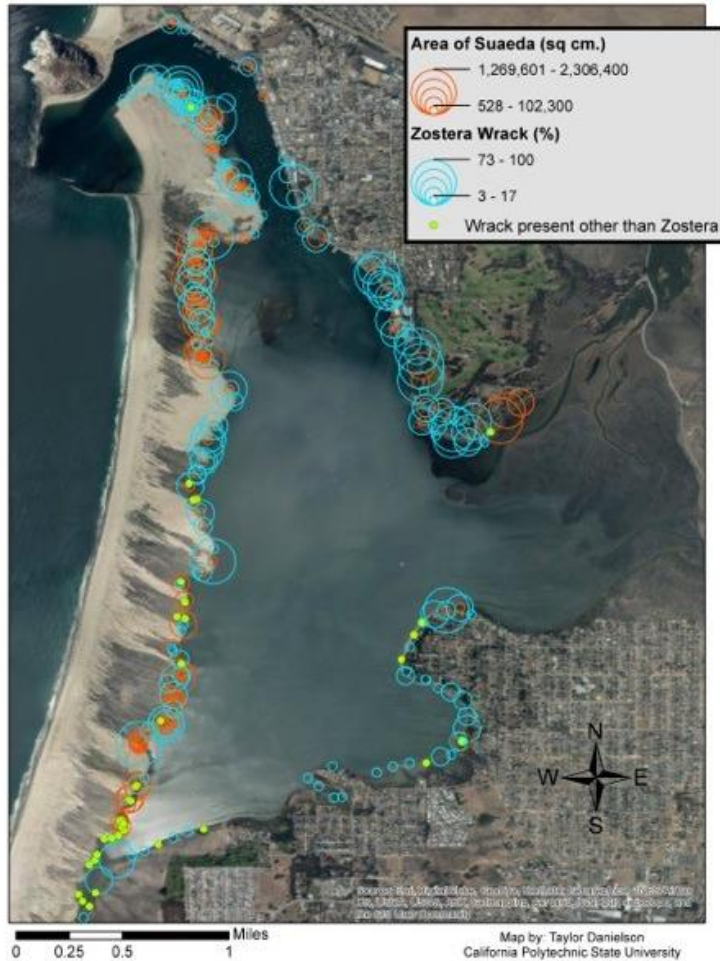 Area of Suaeda (sq cm.)
1,269,601 - 2,306,400
528 - 102,300
Zostera Wrack (%)
73 - 100
3 - 17
Wrack present other than Zostera
N
W E
S
Miles
0 0.25 0.5 1
Map by: Taylor Danielson
California Polytechnic State University